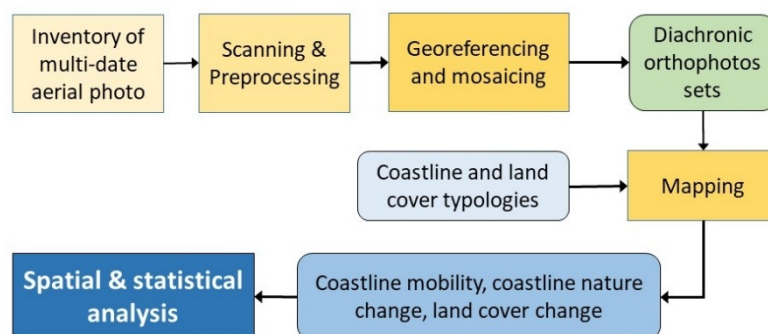 Inventory of
multi-date
aerial photo
Scanning &
Preprocessing
Georeferencing
and mosaicing
Diachronic
orthophotos
sets
Coastline and land
cover typologies
Mapping
Spatial & statistical
analysis
Coastline mobility, coastline nature
change, land cover change